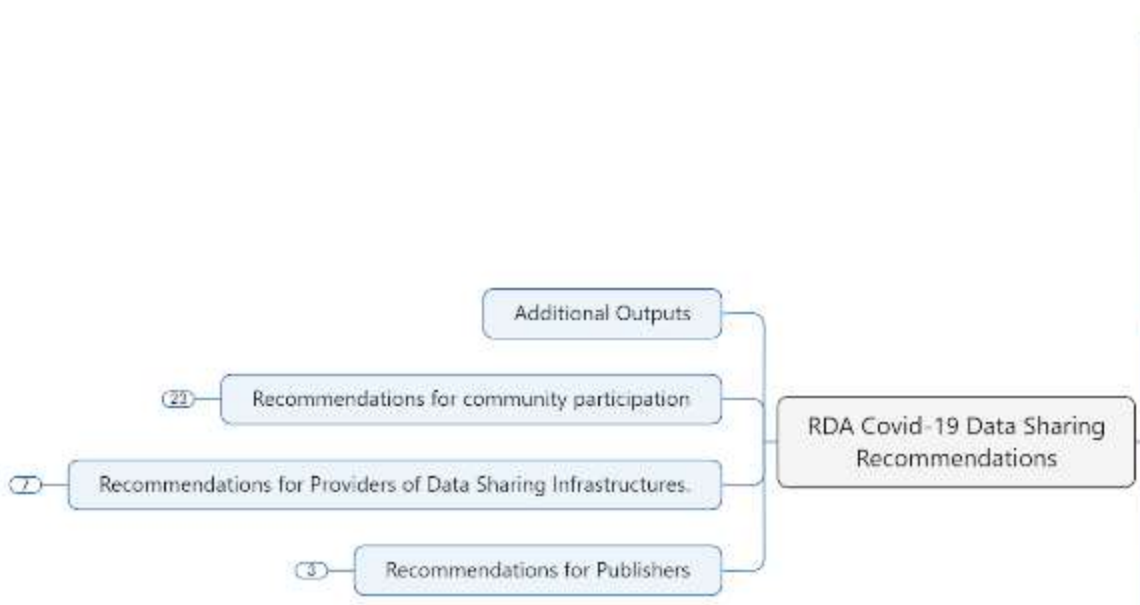 Additional Outputs
Recommendations for community participation
RDA Covid-19 Data Sharing
Recommendations
7
Recommendations for Providers of Data Sharing Infrastructures.
3
Recommendations for Publishers